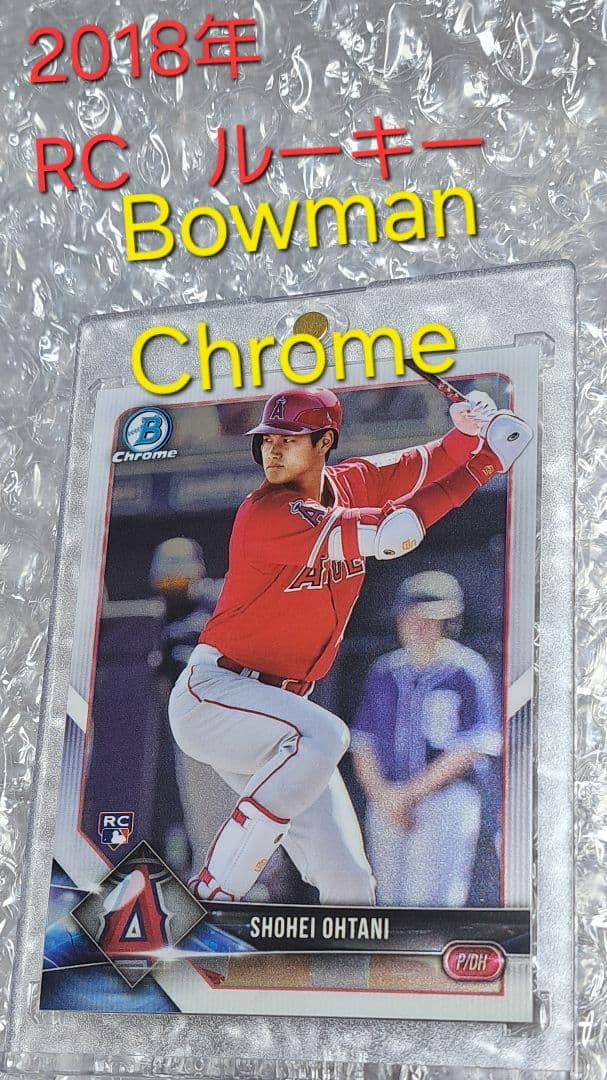 2018年
RC ルーキー
Bowman
Chrome
B
Chrome
A
RC
A
SHOHEI OHTANI
P/DH